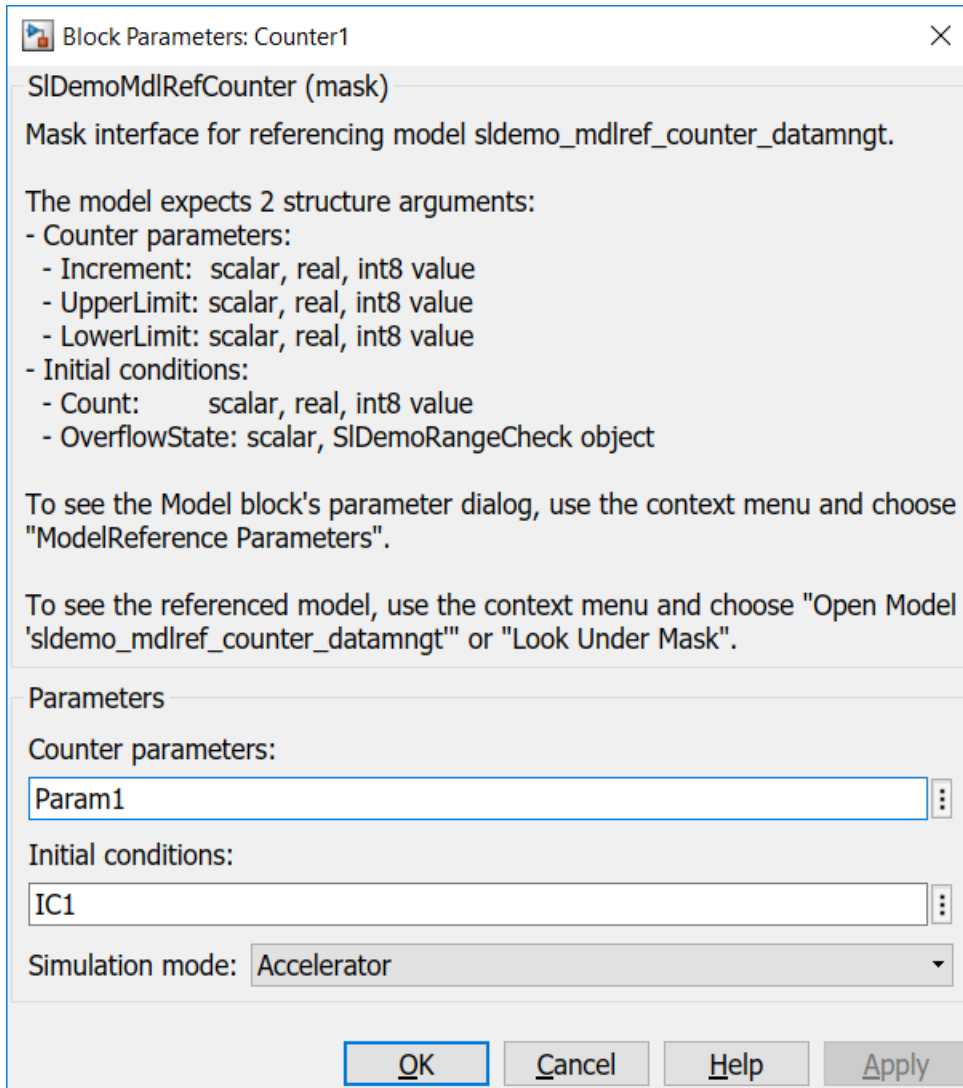 Block Parameters: Counter1
SlDemoMdlRefCounter (mask)
Mask interface for referencing model sldemo_mdlref_counter_datamngt.
The model expects 2 structure arguments:
- Counter parameters:
- Increment: scalar, real, int8 value
- UpperLimit: scalar, real, int8 value
- LowerLimit: scalar, real, int8 value
- Initial conditions:
- Count: scalar, real, int8 value
- OverflowState: scalar, SlDemoRangeCheck object
To see the Model block's parameter dialog, use the context menu and choose
"ModelReference Parameters".
To see the referenced model, use the context menu and choose "Open Model
'sldemo_mdlref_counter_datamngt'" or "Look Under Mask".
Parameters
Counter parameters:
Param1
Initial conditions:
IC1
Simulation mode: Accelerator
OK Cancel Help Apply